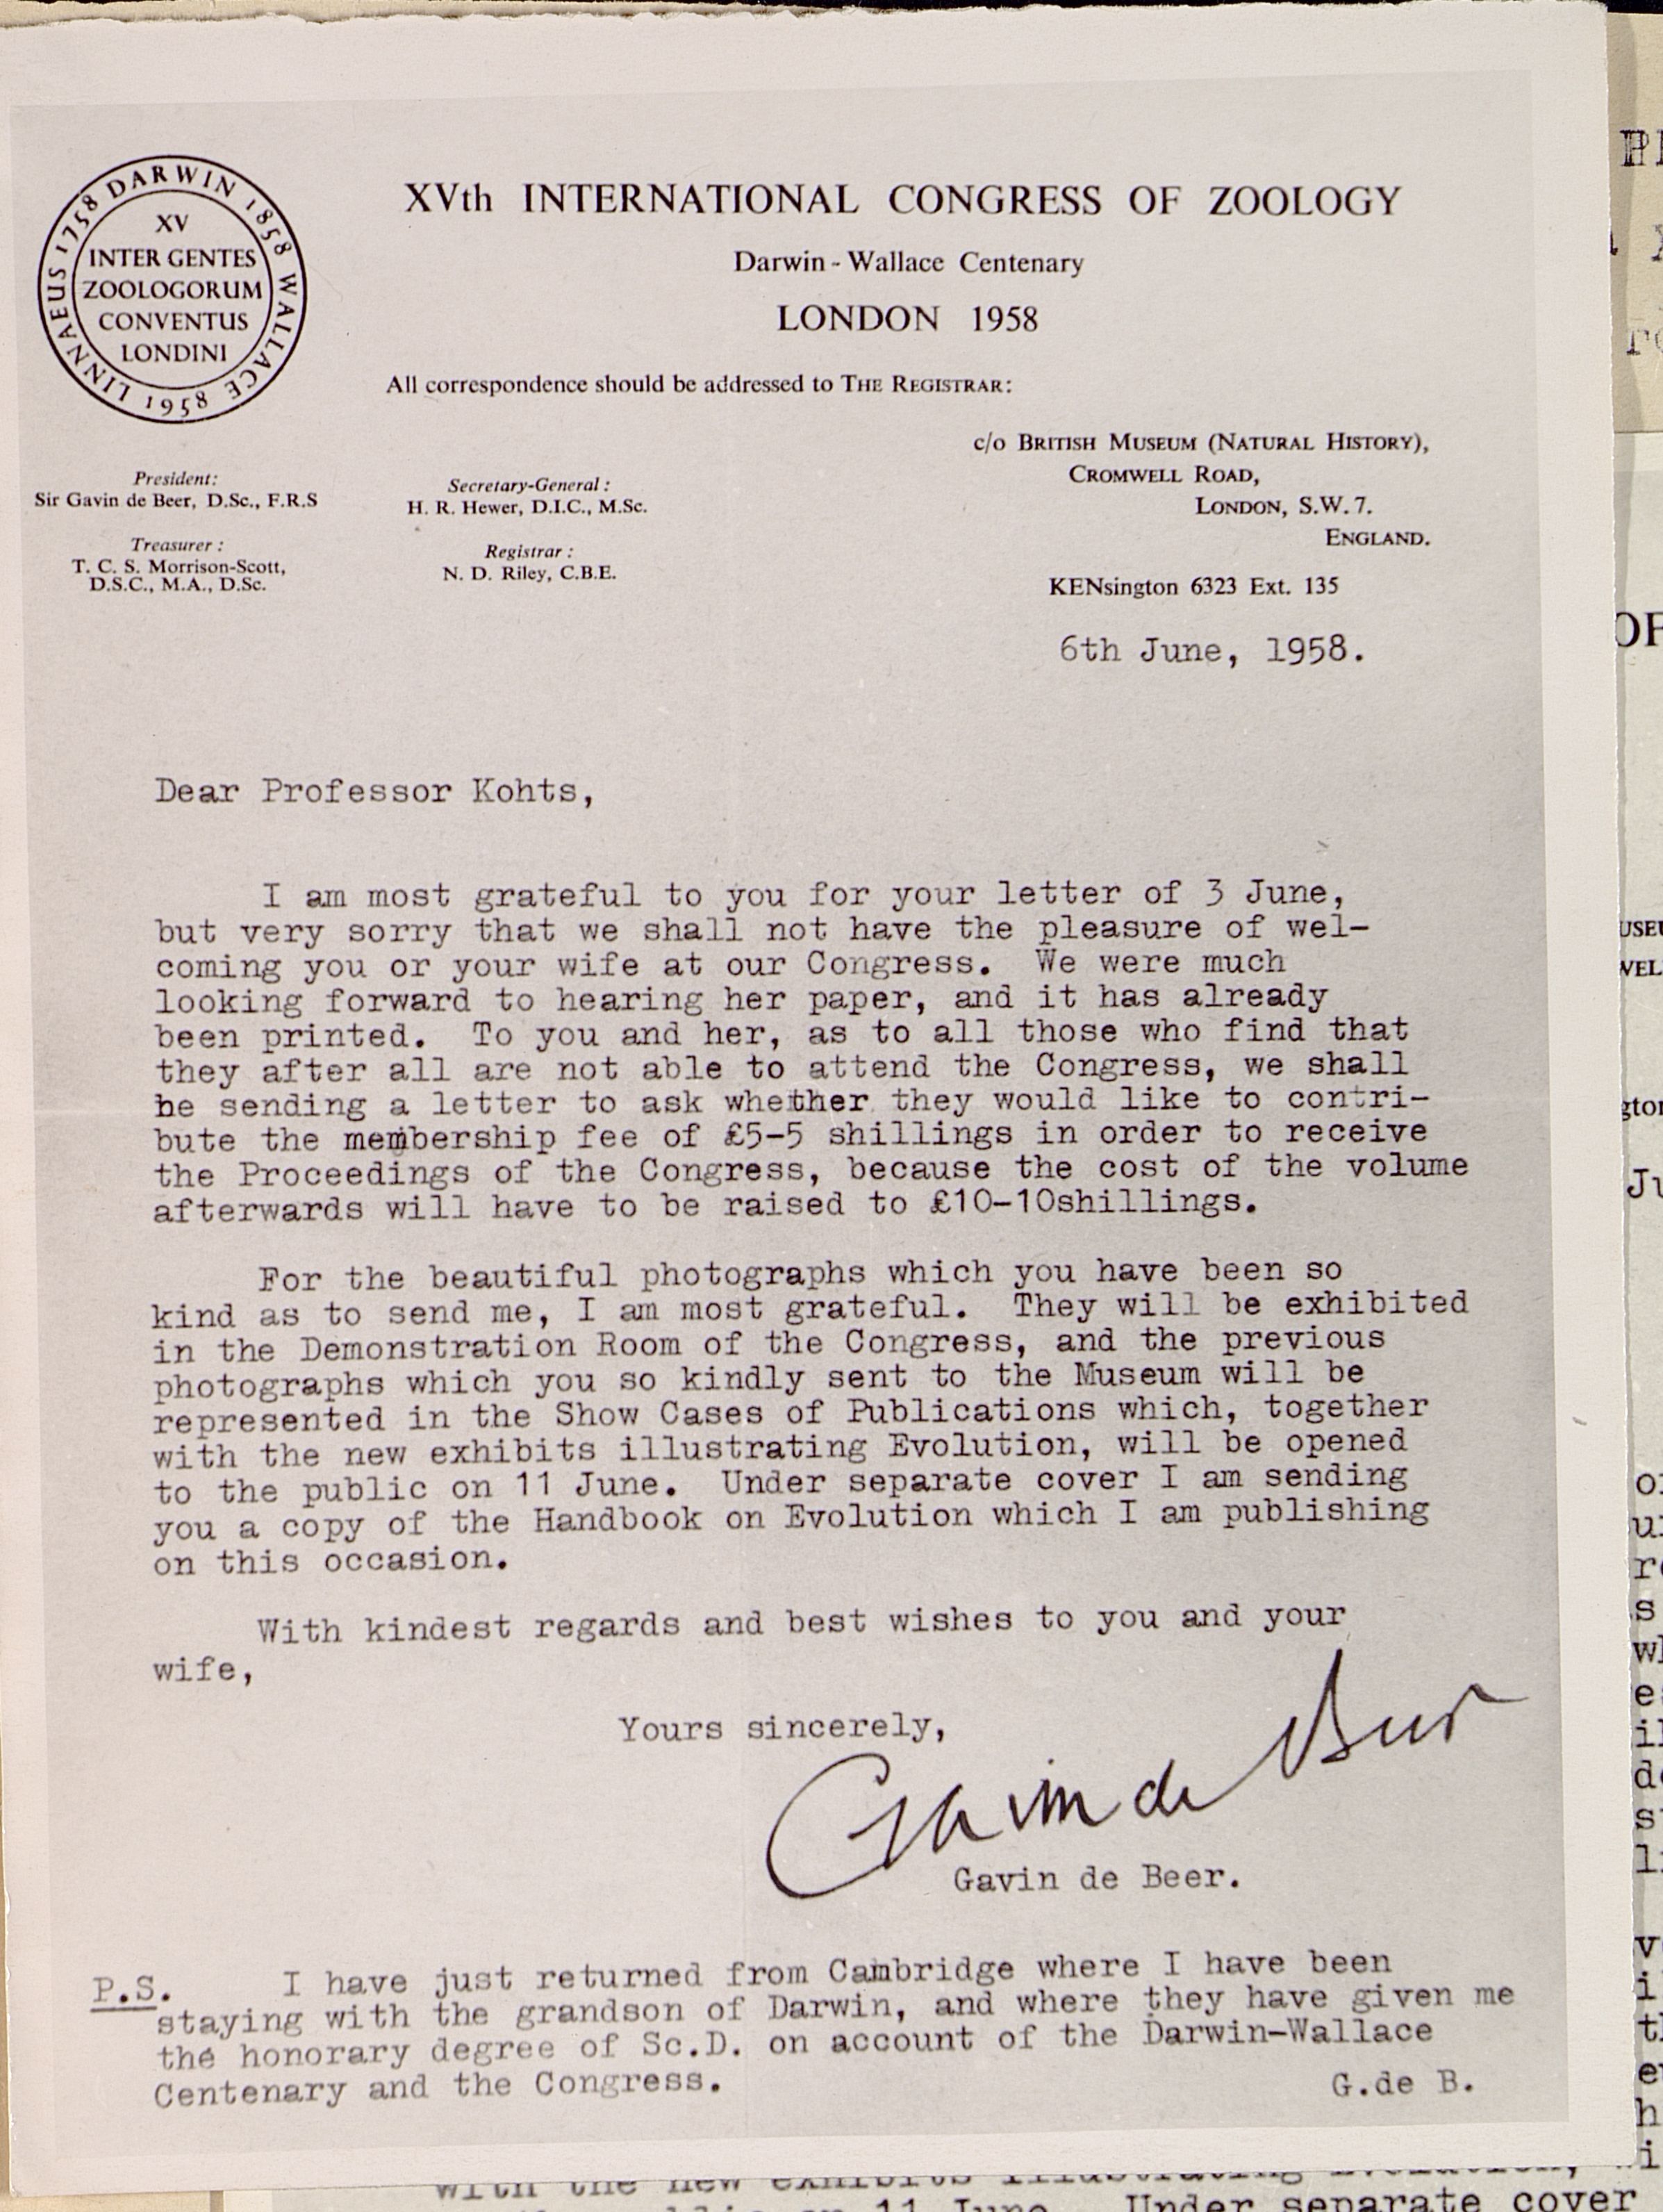 LINNAEUS 1758 DARWIN 1858 WALLACE 1958
XV
INTER GENTES
ZOOLOGORUM
CONVENTUS
LONDINI
XVth INTERNATIONAL CONGRESS OF ZOOLOGY
Darwin - Wallace Centenary
LONDON 1958
All correspondence should be addressed to THE REGISTRAR:
c/o BRITISH MUSEUM (NATURAL HISTORY),
CROMWELL ROAD,
LONDON, S.W.7.
ENGLAND.
KENsington 6323 Ext. 135
President:
Sir Gavin de Beer, D.Sc., F.R.S
Treasurer:
T. C. S. Morrison-Scott,
D.S.C., M.A., D.Sc.
Secretary-General:
H. R. Hewer, D.I.C., M.Sc.
Registrar:
N. D. Riley, C.B.E.
6th June, 1958.
Dear Professor Kohts,
I am most grateful to you for your letter of 3 June,
but very sorry that we shall not have the pleasure of wel-
coming you or your wife at our Congress. We were much
looking forward to hearing her paper, and it has already
been printed. To you and her, as to all those who find that
they after all are not able to attend the Congress, we shall
be sending a letter to ask whether they would like to contri-
bute the membership fee of £5-5 shillings in order to receive
the Proceedings of the Congress, because the cost of the volume
afterwards will have to be raised to £10-10shillings.
For the beautiful photographs which you have been so
kind as to send me, I am most grateful. They will be exhibited
in the Demonstration Room of the Congress, and the previous
photographs which you so kindly sent to the Museum will be
represented in the Show Cases of Publications which, together
with the new exhibits illustrating Evolution, will be opened
to the public on 11 June. Under separate cover I am sending
you a copy of the Handbook on Evolution which I am publishing
on this occasion.
With kindest regards and best wishes to you and your
wife,
Yours sincerely,
Gavin de Beer
Gavin de Beer.
P.S. I have just returned from Cambridge where I have been
staying with the grandson of Darwin, and where they have given me
the honorary degree of Sc.D. on account of the Darwin-Wallace
Centenary and the Congress. G.de B.
with the new exhibits illustrating Evolution,
11 June. Under separate cover